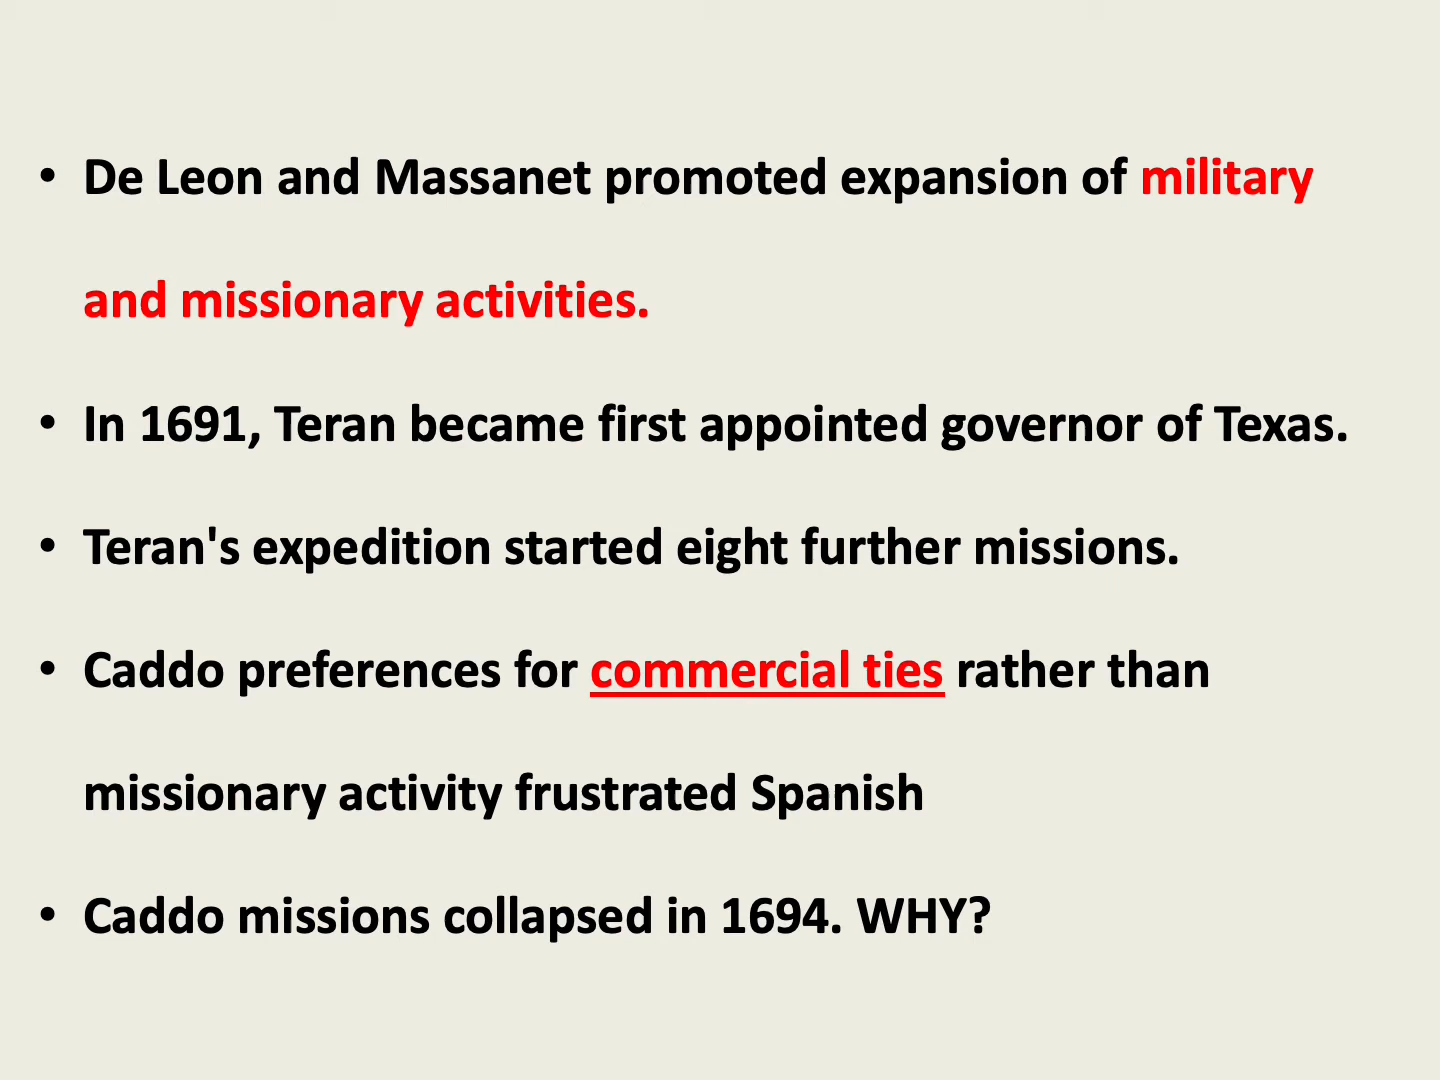 • De Leon and Massanet promoted expansion of military
and missionary activities.
• In 1691, Teran became first appointed governor of Texas.
• Teran's expedition started eight further missions.
• Caddo preferences for commercial ties rather than
missionary activity frustrated Spanish
• Caddo missions collapsed in 1694. WHY?